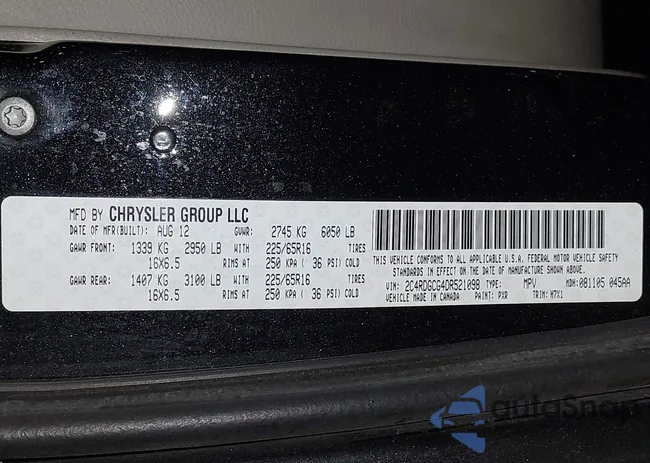 MFD BY CHRYSLER GROUP LLC
DATE OF MFR(BUILT): AUG 12 GVWR: 2745 KG 6050 LB
GAWR FRONT: 1339 KG 2950 LB WITH 225/65R16 TIRES
16X6.5 RIMS AT 250 KPA ( 36 PSI) COLD
GAWR REAR: 1407 KG 3100 LB WITH 225/65R16 TIRES
16X6.5 RIMS AT 250 KPA ( 36 PSI) COLD
THIS VEHICLE CONFORMS TO ALL APPLICABLE U.S.A. FEDERAL MOTOR VEHICLE SAFETY
STANDARDS IN EFFECT ON THE DATE OF MANUFACTURE SHOWN ABOVE.
VIN: 2C4RDGCG4DR521098 TYPE: MPV MDH: 081105 045AA
MADE IN CANADA PAINT: PXR TRIM: H7X1
autoSnap